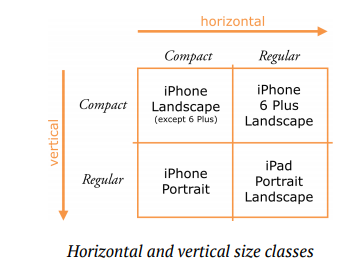 horizontal
Compact
Regular
vertical
Compact
iPhone
Landscape
(except 6 Plus)
iPhone
6 Plus
Landscape
Regular
iPhone
Portrait
iPad
Portrait
Landscape
Horizontal and vertical size classes